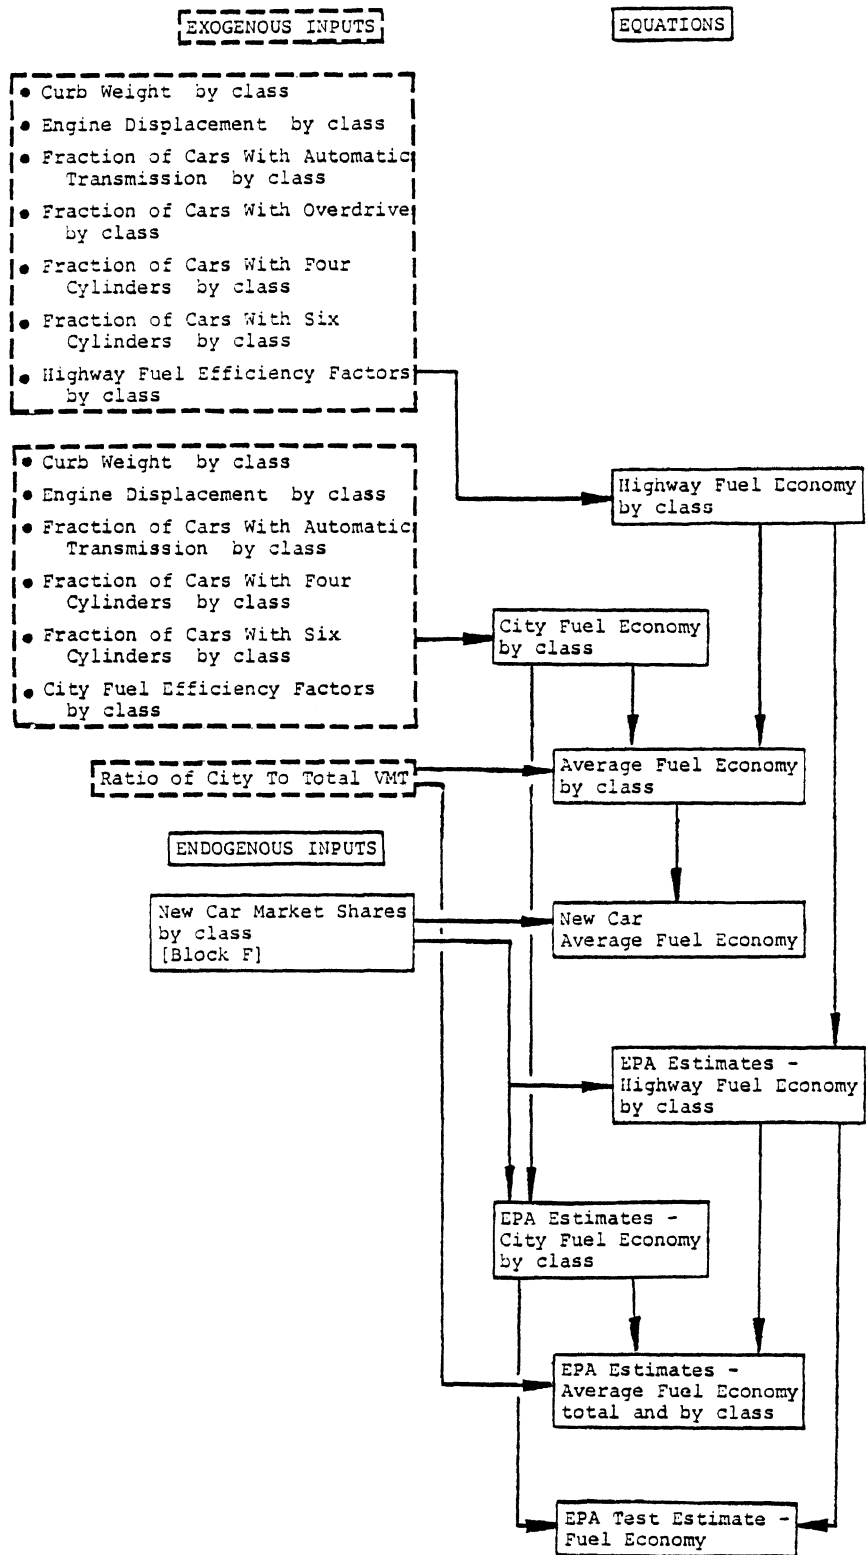 EXOGENOUS INPUTS
EQUATIONS
• Curb Weight by class
• Engine Displacement by class
• Fraction of Cars With Automatic
Transmission by class
• Fraction of Cars With Overdrive
by class
• Fraction of Cars With Four
Cylinders by class
• Fraction of Cars With Six
Cylinders by class
• Highway Fuel Efficiency Factors
by class
• Curb Weight by class
• Engine Displacement by class
• Fraction of Cars With Automatic
Transmission by class
• Fraction of Cars With Four
Cylinders by class
• Fraction of Cars With Six
Cylinders by class
• City Fuel Efficiency Factors
by class
Highway Fuel Economy
by class
City Fuel Economy
by class
Ratio of City To Total VMT
Average Fuel Economy
by class
ENDOGENOUS INPUTS
New Car Market Shares
by class
[Block F]
New Car
Average Fuel Economy
EPA Estimates -
Highway Fuel Economy
by class
EPA Estimates -
City Fuel Economy
by class
EPA Estimates -
Average Fuel Economy
total and by class
EPA Test Estimate -
Fuel Economy